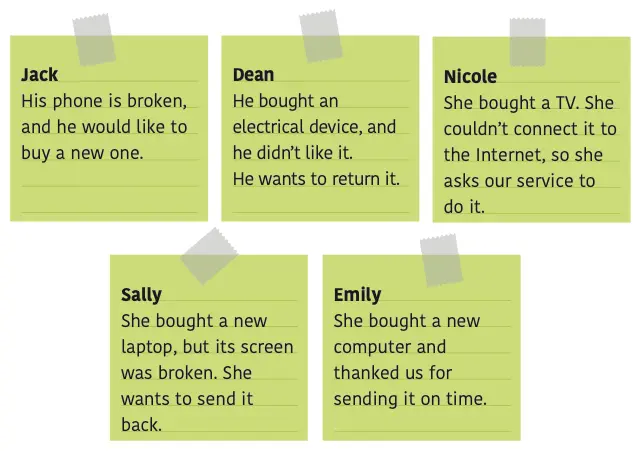 Jack
His phone is broken,
and he would like to
buy a new one.
Dean
He bought an
electrical device, and
he didn't like it.
He wants to return it.
Nicole
She bought a TV. She
couldn't connect it to
the Internet, so she
asks our service to
do it.
Sally
She bought a new
laptop, but its screen
was broken. She
wants to send it
back.
Emily
She bought a new
computer and
thanked us for
sending it on time.